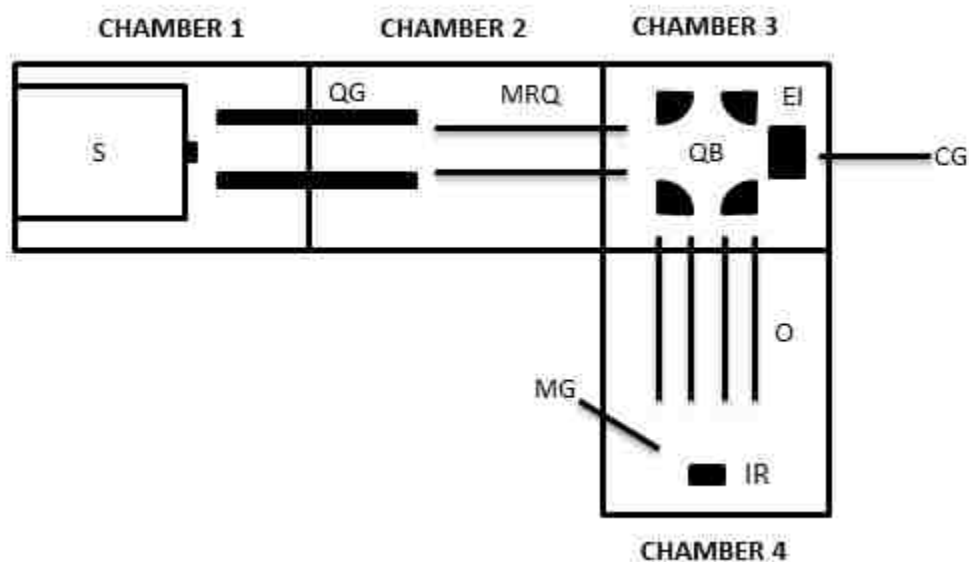 CHAMBER 1
CHAMBER 2
CHAMBER 3
S
QG
MRQ
QB
EI
CG
O
MG
IR
CHAMBER 4